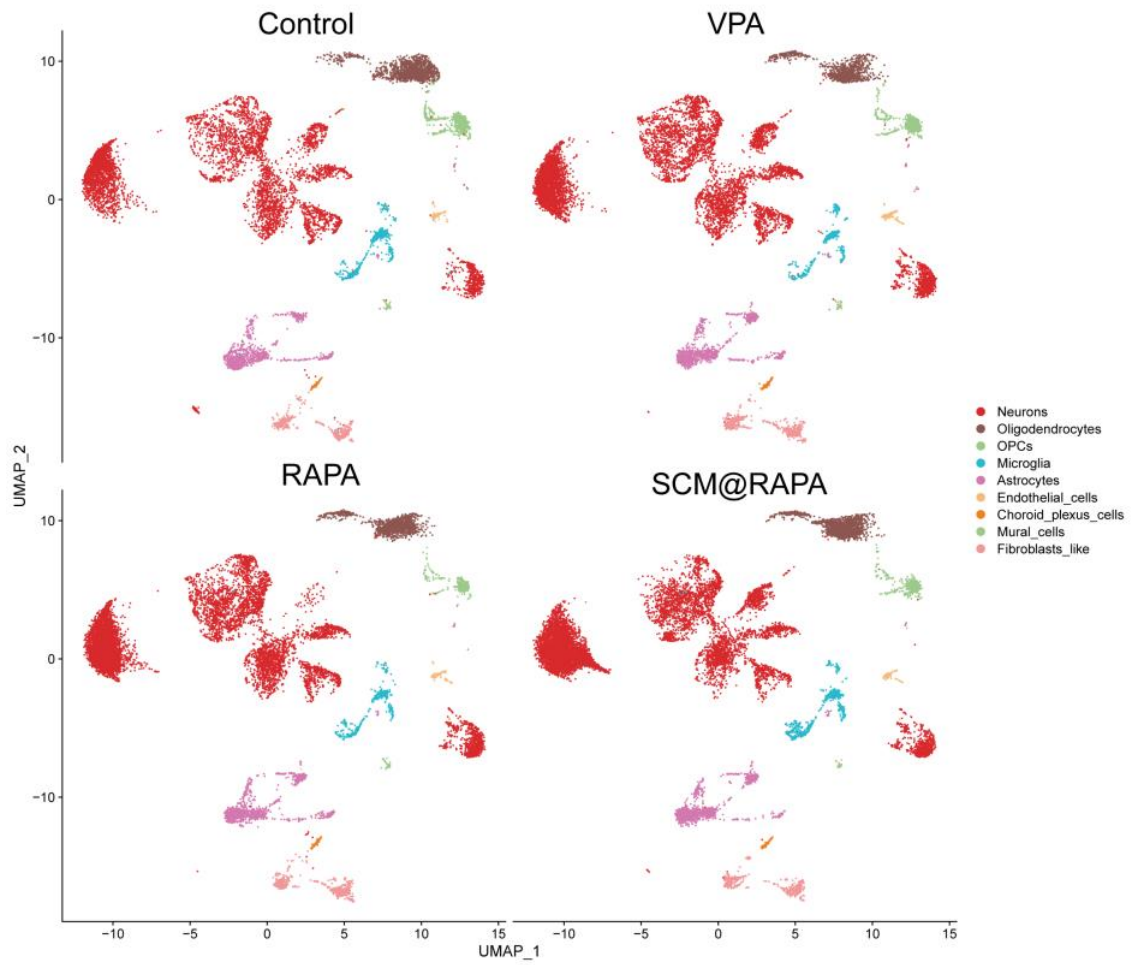 Control
VPA
10
0
−10
RAPA
SCM@RAPA
10
0
−10
UMAP_2
−10
−5
0
5
10
15
−10
−5
0
5
10
15
UMAP_1
Neurons
Oligodendrocytes
OPCs
Microglia
Astrocytes
Endothelial_cells
Choroid_plexus_cells
Mural_cells
Fibroblasts_like